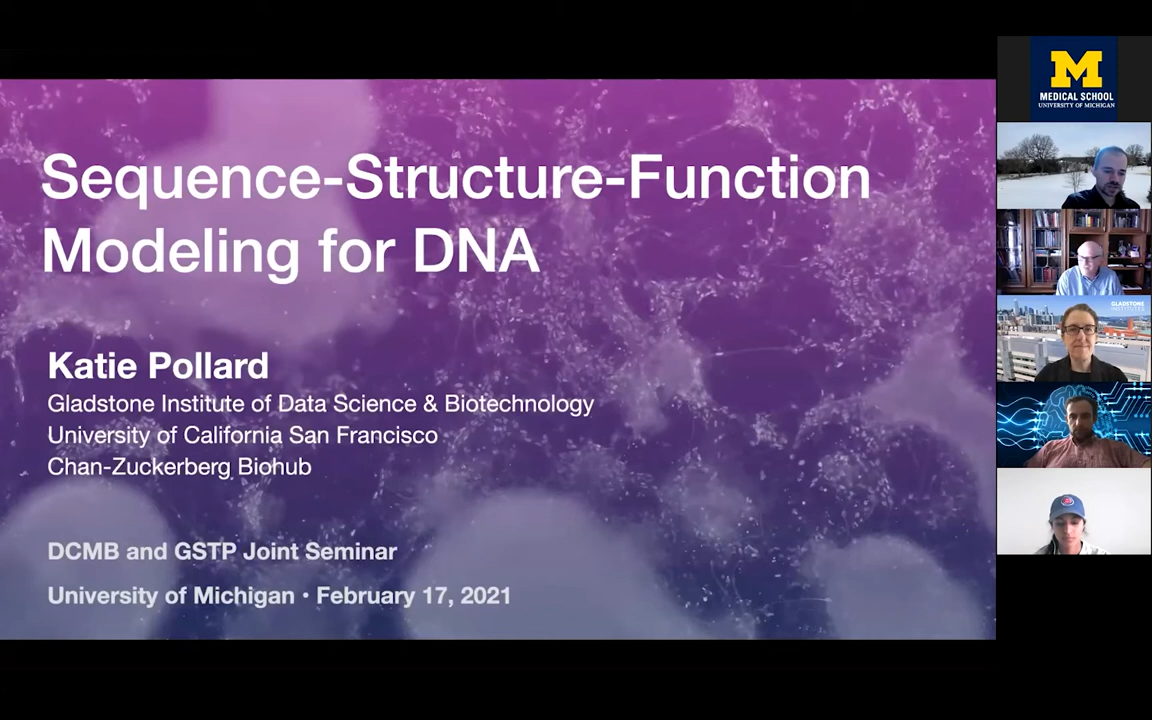 Sequence-Structure-Function
Modeling for DNA
Katie Pollard
Gladstone Institute of Data Science & Biotechnology
University of California San Francisco
Chan-Zuckerberg Biohub
DCMB and GSTP Joint Seminar
University of Michigan • February 17, 2021
M
MEDICAL SCHOOL
UNIVERSITY OF MICHIGAN
GLADSTONE
INSTITUTES